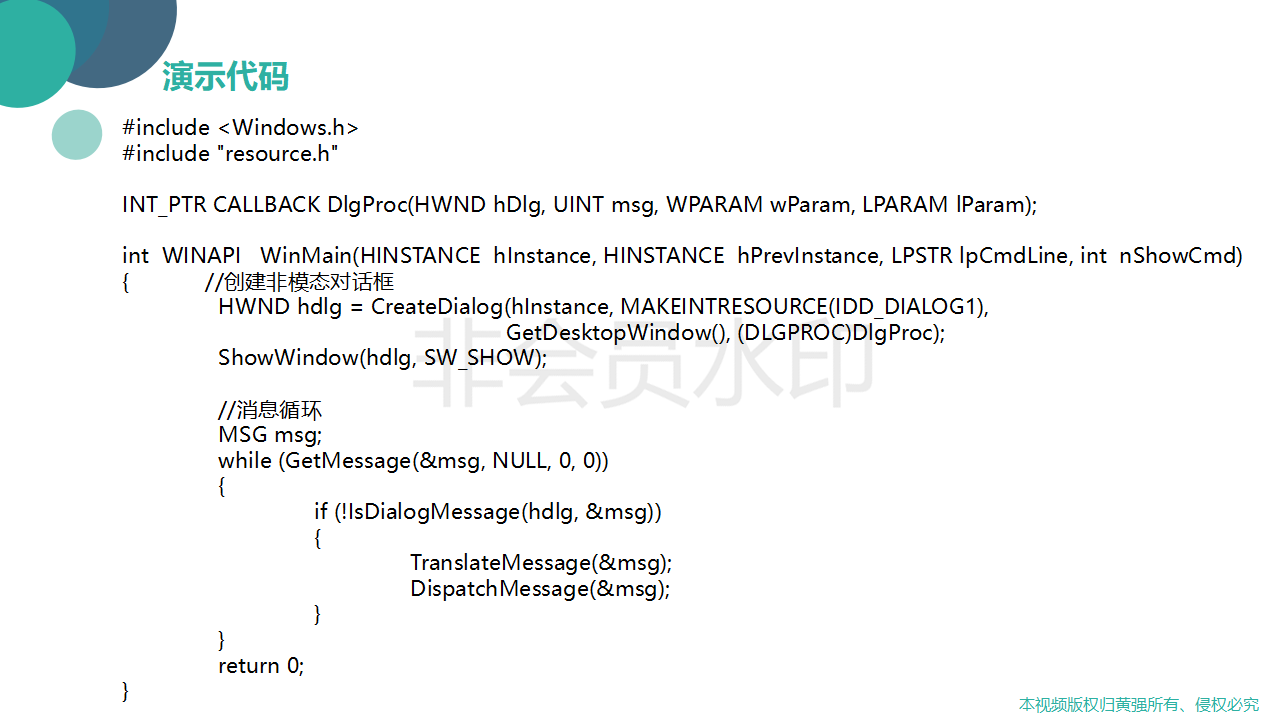 演示代码
#include <Windows.h>
#include "resource.h"
INT_PTR CALLBACK DlgProc(HWND hDlg, UINT msg, WPARAM wParam, LPARAM lParam);
int WINAPI WinMain(HINSTANCE hInstance, HINSTANCE hPrevInstance, LPSTR lpCmdLine, int nShowCmd)
{ //创建非模态对话框
HWND hdlg = CreateDialog(hInstance, MAKEINTRESOURCE(IDD_DIALOG1),
GetDesktopWindow(), (DLGPROC)DlgProc);
ShowWindow(hdlg, SW_SHOW);
非会员水印
//消息循环
MSG msg;
while (GetMessage(&msg, NULL, 0, 0))
{
if (!IsDialogMessage(hdlg, &msg))
{
TranslateMessage(&msg);
DispatchMessage(&msg);
}
}
return 0;
}
本视频版权归黄强所有、侵权必究